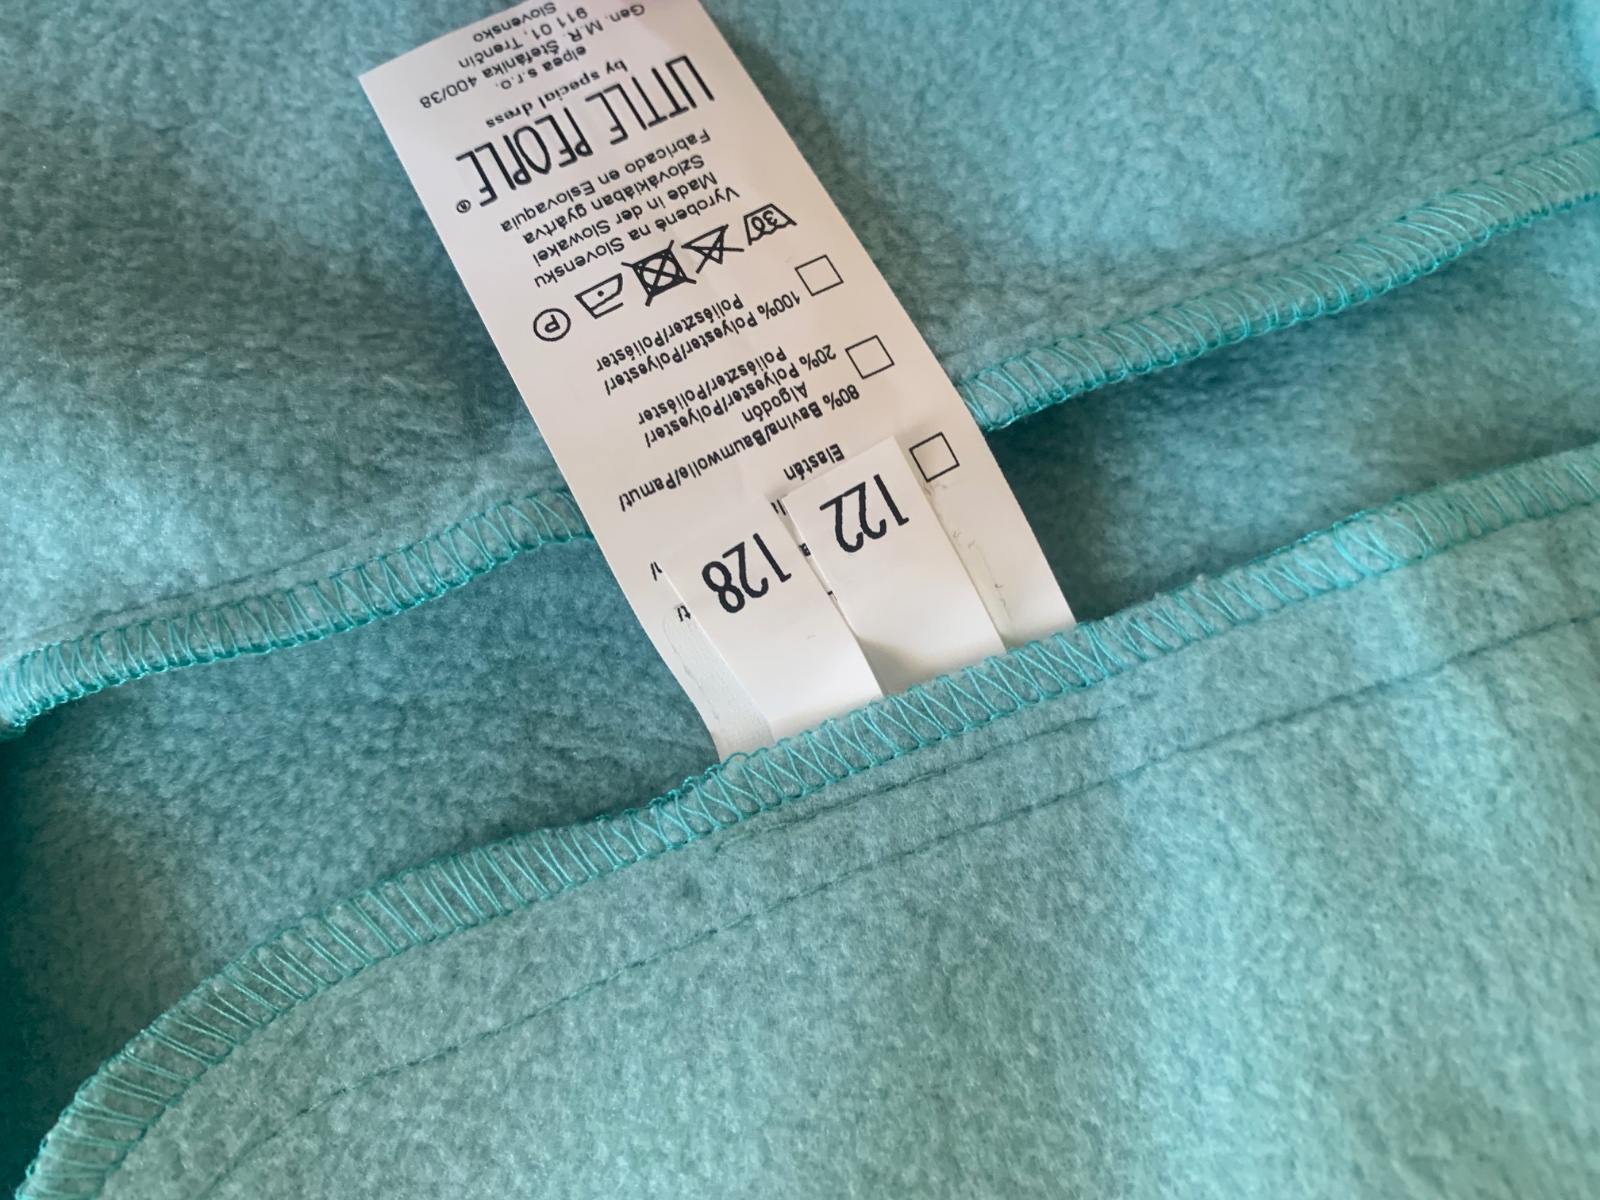 122
128
Elastán
80% Bavlna/Baumwolle/Pamut/
Algodón
20% Polyester/Polyester/
Poliészter/Poliéster
100% Polyester/Polyester/
Poliészter/Poliéster
30
P
Vyrobené na Slovensku
Made in der Slowakei
Szlovákiában gyártva
Fabricado en Eslovaquia
LITTLE PEOPLE ®
by special dress
elpea s.r.o.
Gen. M.R. Štefánika 400/38
911 01, Trenčín
Slovensko